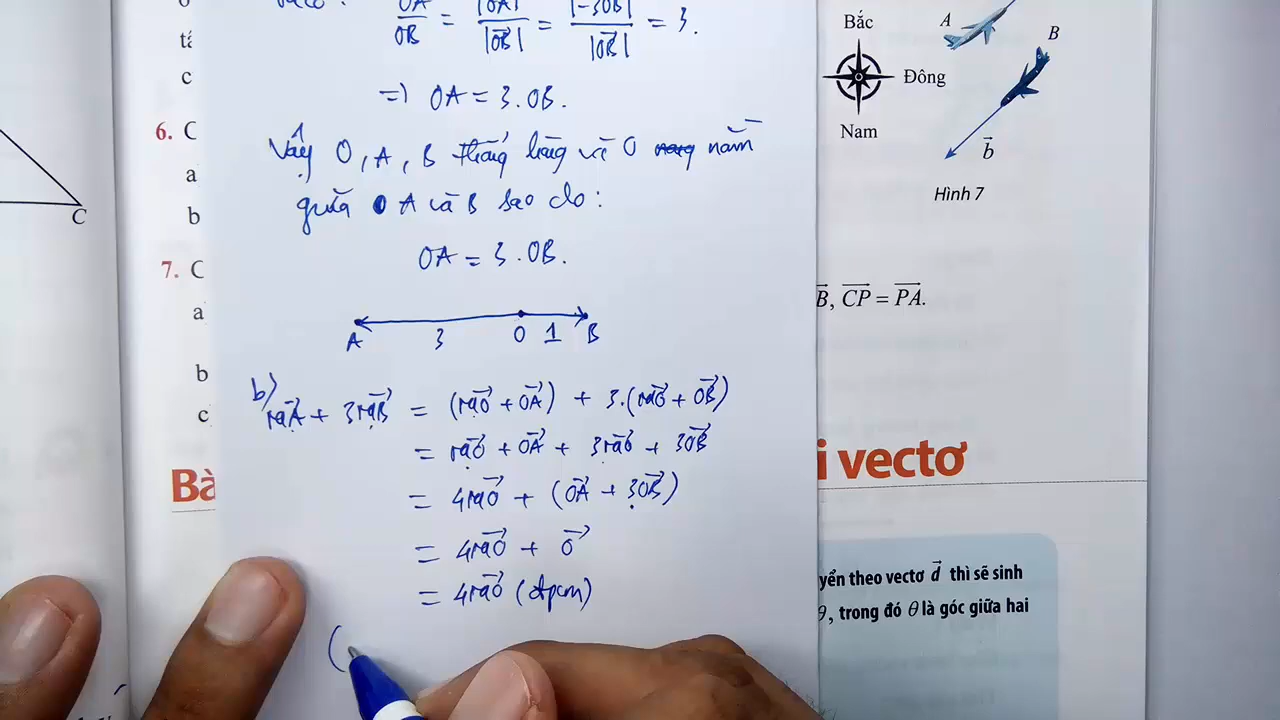 OA/OB = |OA|/|OB⃗| = |-3OB|/|OB⃗| = 3.
=) OA = 3.OB.
Vậy O, A, B thẳng hàng và O nằm
giữa A và B sao cho:
OA = 3.OB.
A 3 O 1 B
b) MA⃗ + 3MB⃗ = (MO⃗ + OA⃗) + 3.(MO⃗ + OB⃗)
= MO⃗ + OA⃗ + 3MO⃗ + 3OB⃗
= 4MO⃗ + (OA⃗ + 3OB⃗)
= 4MO⃗ + O⃗
= 4MO⃗ (đpcm)
(
c
6. C
a
b
7. C
a
b
c
Bà
C
Bắc
Đông
Nam
A
B
b⃗
Hình 7
B⃗, CP⃗ = PA⃗.
i vectơ
yển theo vectơ d⃗ thì sẽ sinh
θ, trong đó θ là góc giữa hai